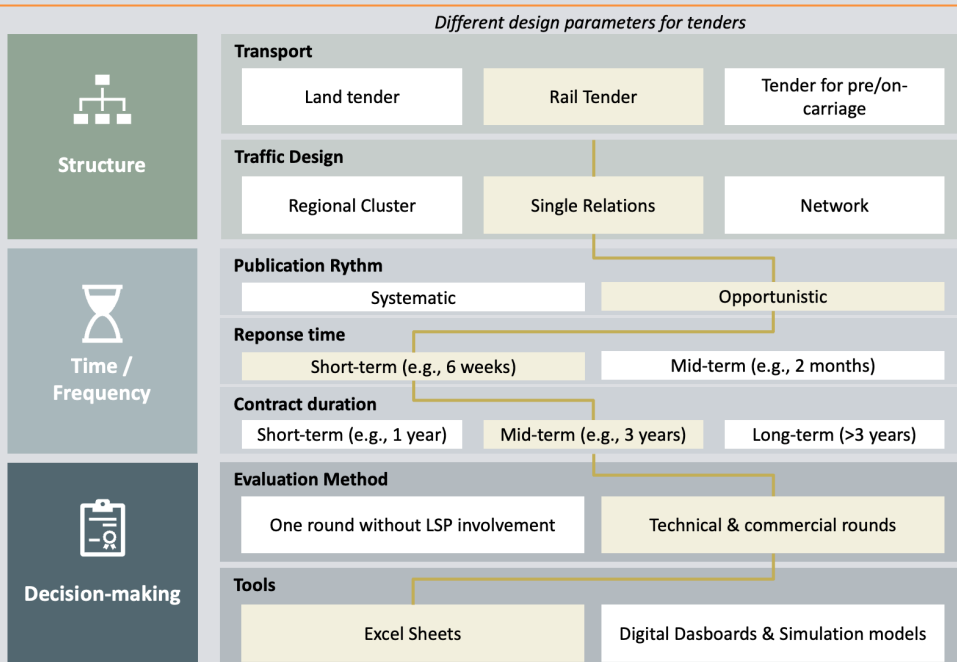 Different design parameters for tenders
Structure
Transport
Land tender
Rail Tender
Tender for pre/on-
carriage
Traffic Design
Regional Cluster
Single Relations
Network
Time /
Frequency
Publication Rythm
Systematic
Opportunistic
Reponse time
Short-term (e.g., 6 weeks)
Mid-term (e.g., 2 months)
Contract duration
Short-term (e.g., 1 year)
Mid-term (e.g., 3 years)
Long-term (>3 years)
Decision-making
Evaluation Method
One round without LSP involvement
Technical & commercial rounds
Tools
Excel Sheets
Digital Dasboards & Simulation models